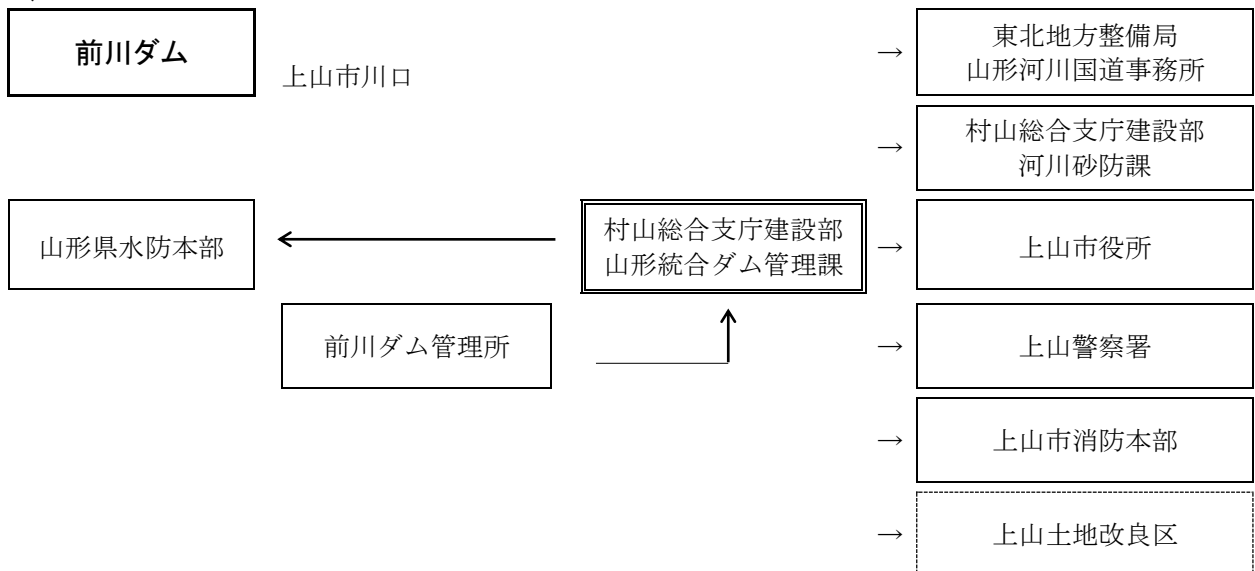 前川ダム
上山市川口
→
東北地方整備局
山形河川国道事務所
→
村山総合支庁建設部
河川砂防課
山形県水防本部
村山総合支庁建設部
山形統合ダム管理課
→
上山市役所
前川ダム管理所
→
上山警察署
→
上山市消防本部
→
上山土地改良区